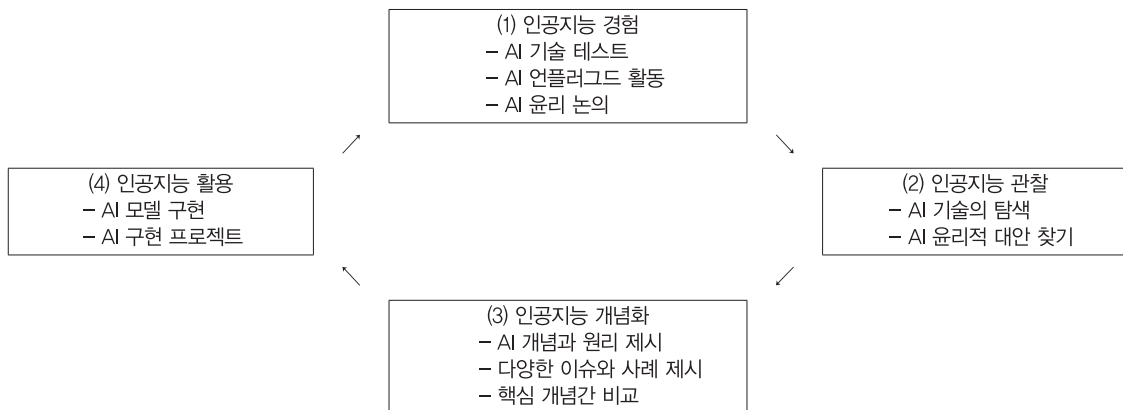 (1) 인공지능 경험
– AI 기술 테스트
– AI 언플러그드 활동
– AI 윤리 논의
(4) 인공지능 활용
– AI 모델 구현
– AI 구현 프로젝트
(2) 인공지능 관찰
– AI 기술의 탐색
– AI 윤리적 대안 찾기
(3) 인공지능 개념화
– AI 개념과 원리 제시
– 다양한 이슈와 사례 제시
– 핵심 개념간 비교